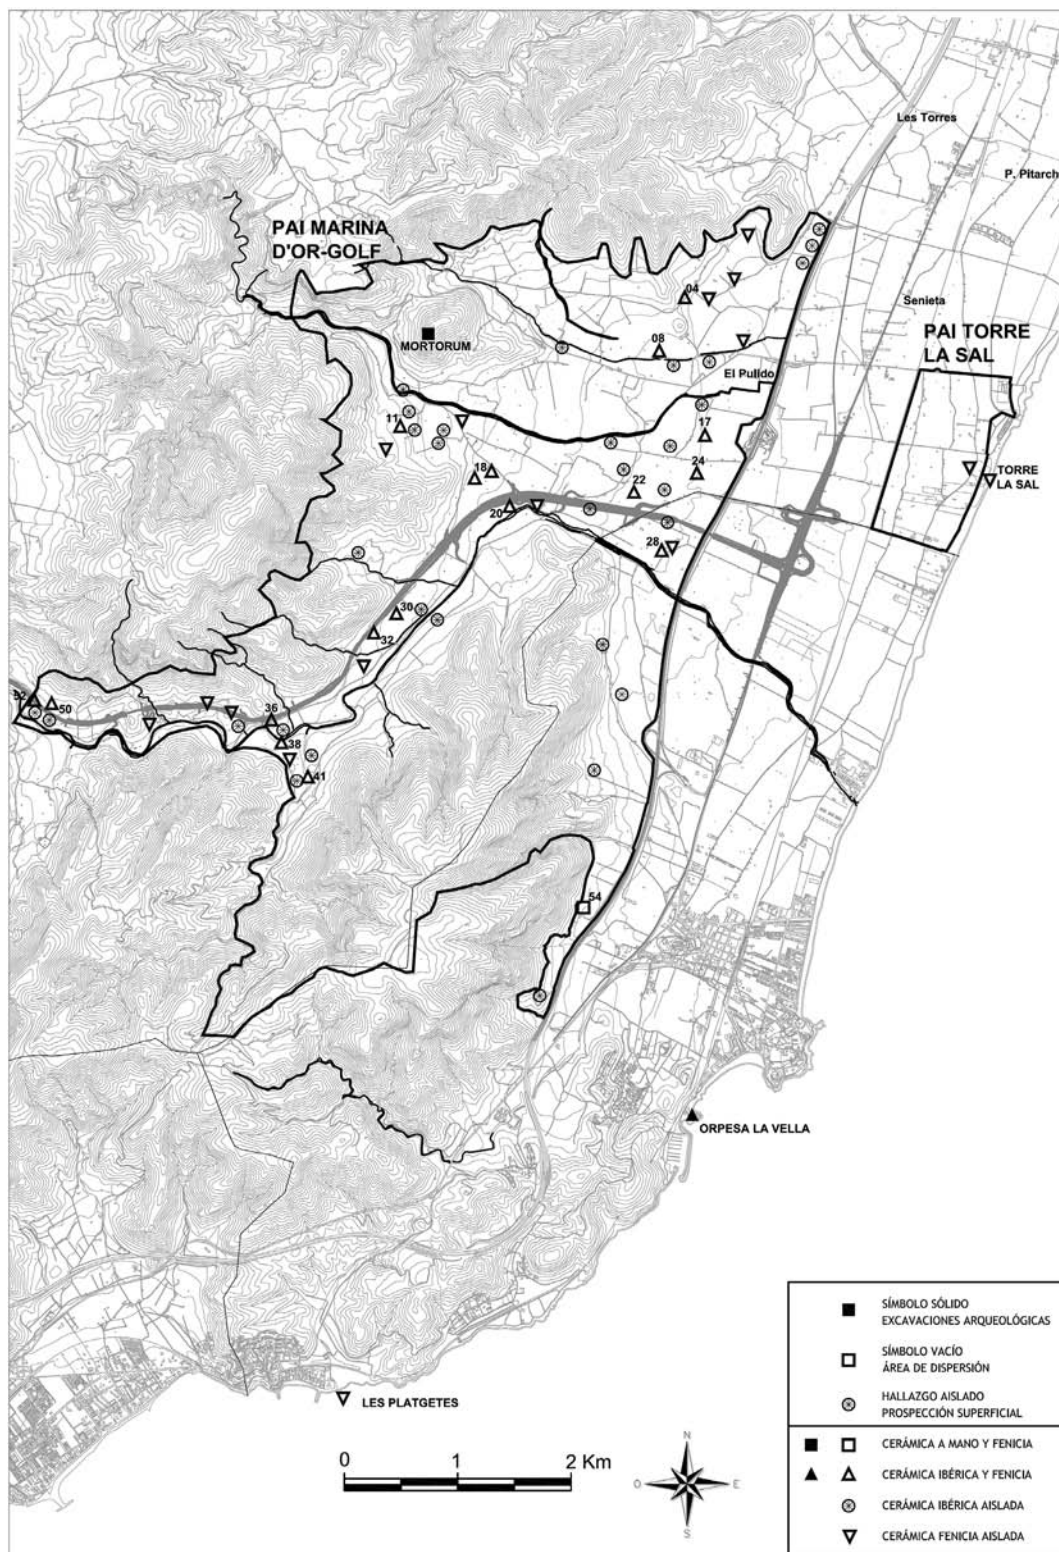 Les Torres
P. Pitarch
PAI MARINA
D'OR-GOLF
04
Senieta
PAI TORRE
LA SAL
MORTORUM
08
El Pulido
11
17
18
24
TORRE
LA SAL
22
20
28
30
32
52
50
36
38
41
54
ORPESA LA VELLA
LES PLATGETES
0 1 2 Km
N
O
E
S
SÍMBOLO SÓLIDO
EXCAVACIONES ARQUEOLÓGICAS
SÍMBOLO VACÍO
ÁREA DE DISPERSIÓN
HALLAZGO AISLADO
PROSPECCIÓN SUPERFICIAL
CERÁMICA A MANO Y FENICIA
CERÁMICA IBÉRICA Y FENICIA
CERÁMICA IBÉRICA AISLADA
CERÁMICA FENICIA AISLADA